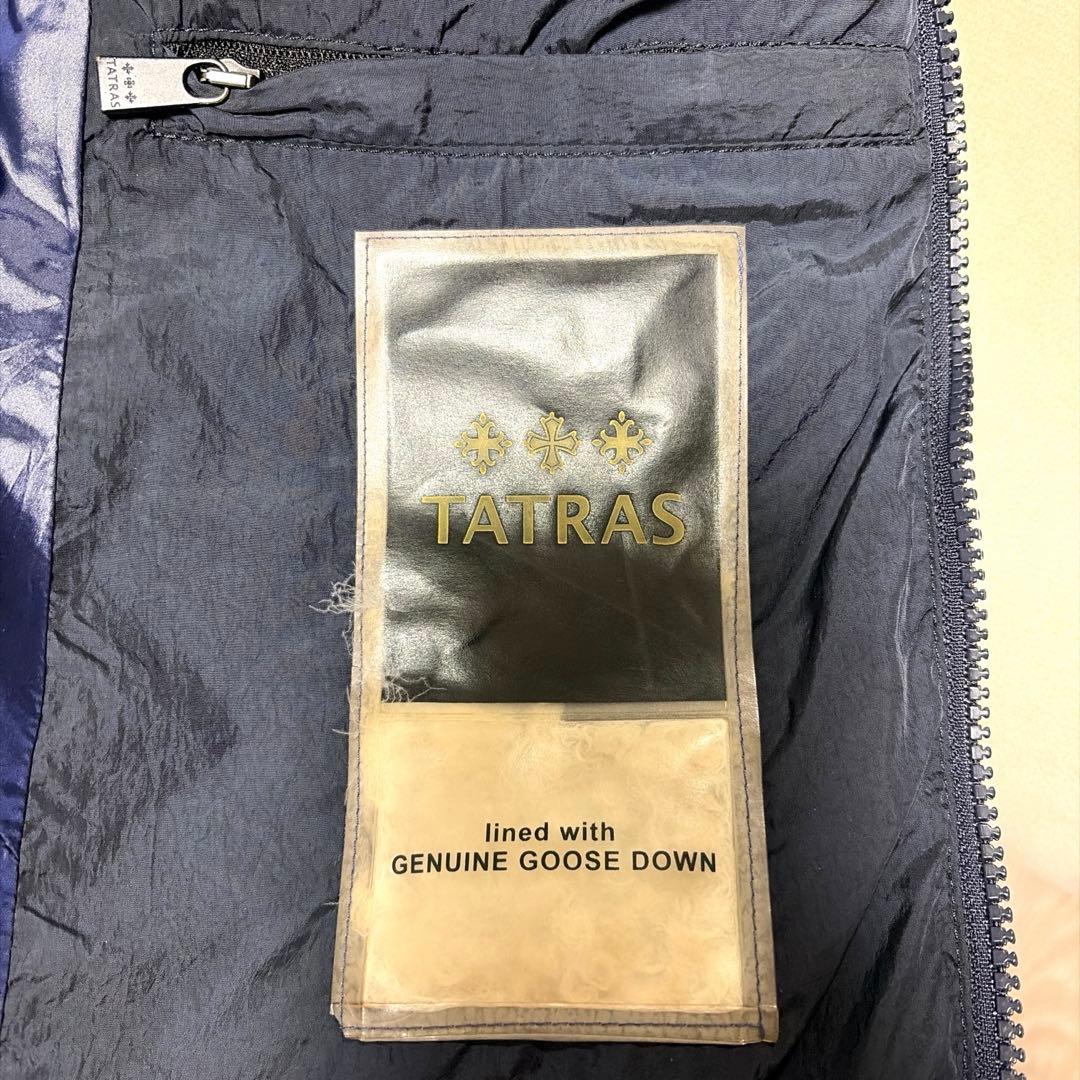 TATRAS
TATRAS
lined with
GENUINE GOOSE DOWN